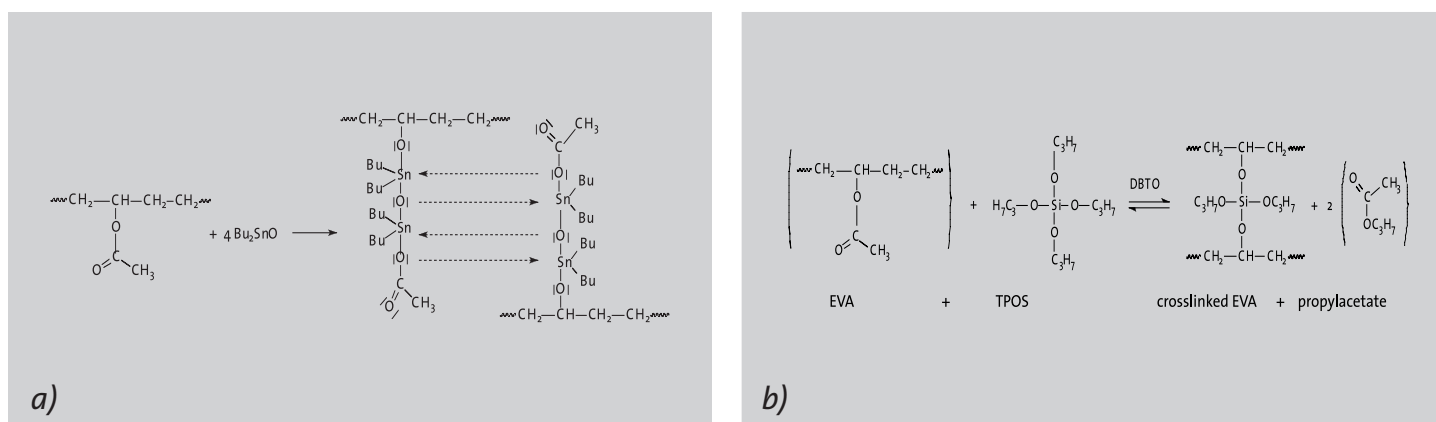 —CH₂—CH—CH₂—CH₂—
|O|
Bu
Bu
Sn
|O|
Bu
Bu
Sn
|O|
C
|O|
CH₃
|O|
C
CH₃
|O|
Sn
Bu
Bu
|O|
Sn
Bu
Bu
|O|
—CH₂—CH—CH₂—CH₂—
—CH₂—CH—CH₂—CH₂—
O
C
O
CH₃
+ 4 Bu₂SnO
a)
—CH₂—CH—CH₂–CH₂—
O
C
O
CH₃
+
C₃H₇
O
H₇C₃—O—Si—O—C₃H₇
O
C₃H₇
DBTO
—CH₂—CH—CH₂—
O
C₃H₇O—Si—OC₃H₇
O
—CH₂—CH—CH₂—
+ 2
O
C
CH₃
OC₃H₇
EVA + TPOS crosslinked EVA + propylacetate
b)